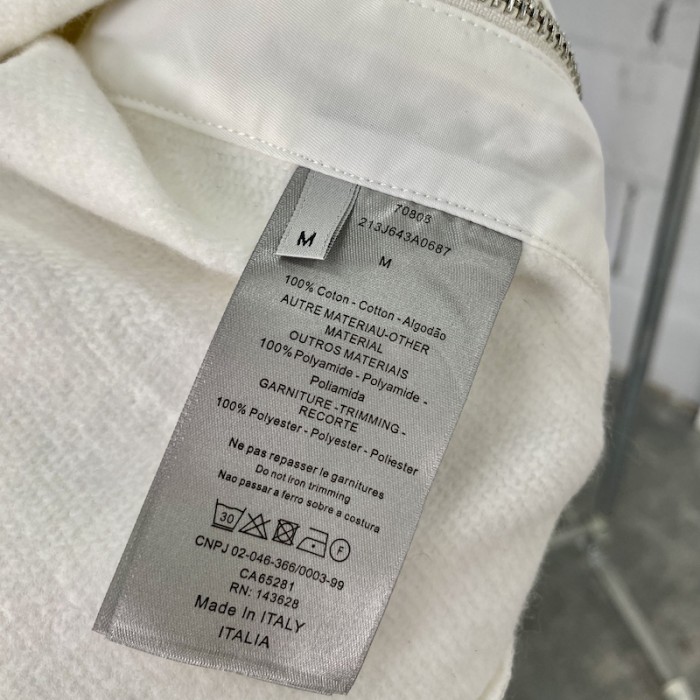 M
70808
213J643A0687
M
100% Coton - Cotton - Algodão
AUTRE MATERIAU-OTHER
MATERIAL
OUTROS MATERIAIS
100% Polyamide - Polyamide -
Poliamida
GARNITURE -TRIMMING -
RECORTE
100% Polyester - Polyester - Poliester
Ne pas repasser le garnitures
Do not iron trimming
Nao passar a ferro sobre a costura
30
F
CNPJ 02-046-366/0003-99
CA65281
RN: 143628
Made In ITALY
ITALIA